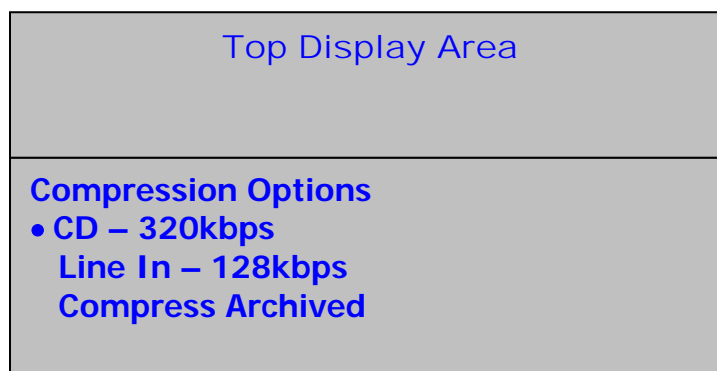 Top Display Area
Compression Options
• CD – 320kbps
Line In – 128kbps
Compress Archived